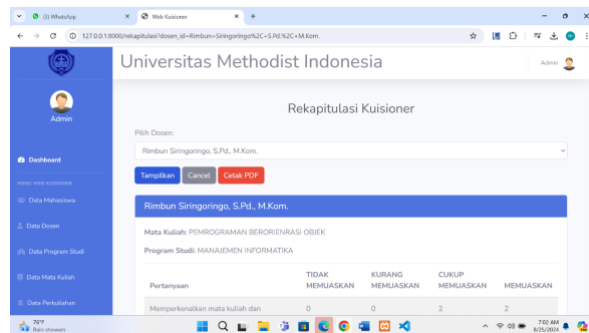 (3) WhatsApp
Web Kuisioner
127.0.0.1:8000/rekapitulasi?dosen_id=Rimbun+Siringoringo%2C+S.Pd.%2C+M.Kom.
Universitas Methodist Indonesia
Admin
Admin
Rekapitulasi Kuisioner
Pilih Dosen:
Rimbun Siringoringo, S.Pd., M.Kom.
Tampilkan
Cancel
Cetak PDF
Dashboard
MENU WEB KUISIONER
Data Mahasiswa
Data Dosen
Data Program Studi
Data Mata Kuliah
Data Perkuliahan
Rimbun Siringoringo, S.Pd., M.Kom.
Mata Kuliah: PEMROGRAMAN BERORIENRASI OBJEK
Program Studi: MANAJEMEN INFORMATIKA
Pertanyaan
TIDAK MEMUASKAN
KURANG MEMUASKAN
CUKUP MEMUASKAN
MEMUASKAN
Memperkenalkan mata kuliah dan
0
0
2
2
76°F
Rain showers
7:02 AM
8/25/2024